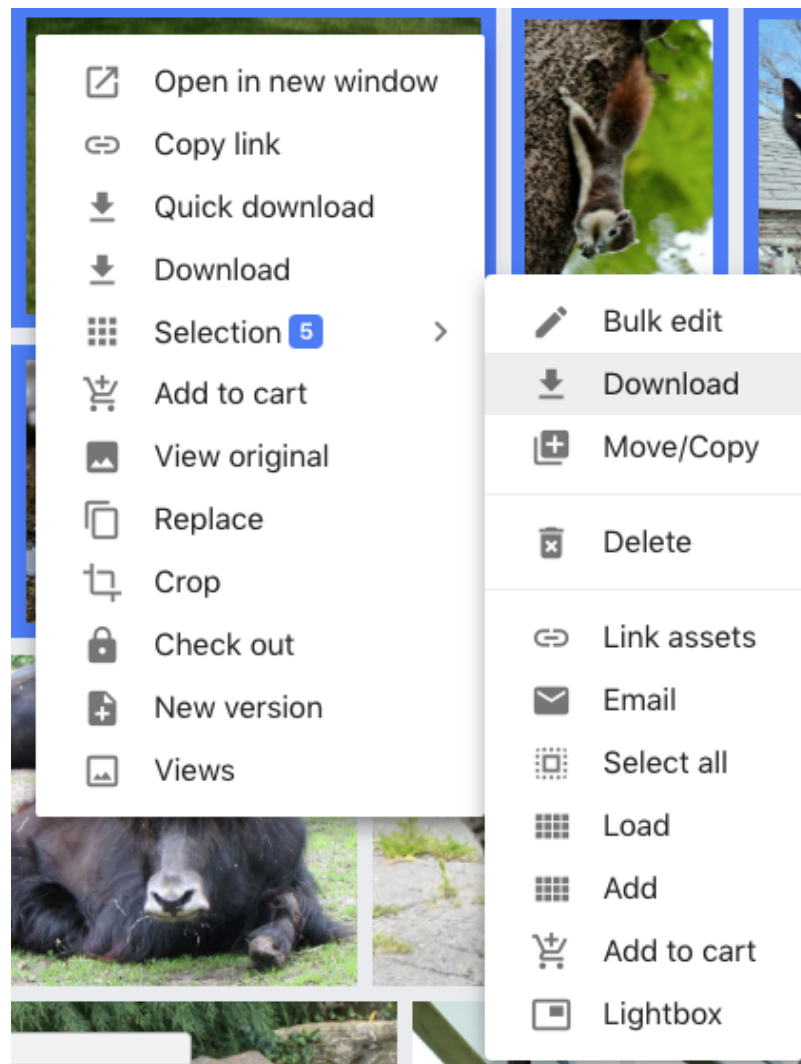 Open in new window
Copy link
Quick download
Download
Selection 5
Add to cart
View original
Replace
Crop
Check out
New version
Views
Bulk edit
Download
Move/Copy
Delete
Link assets
Email
Select all
Load
Add
Add to cart
Lightbox